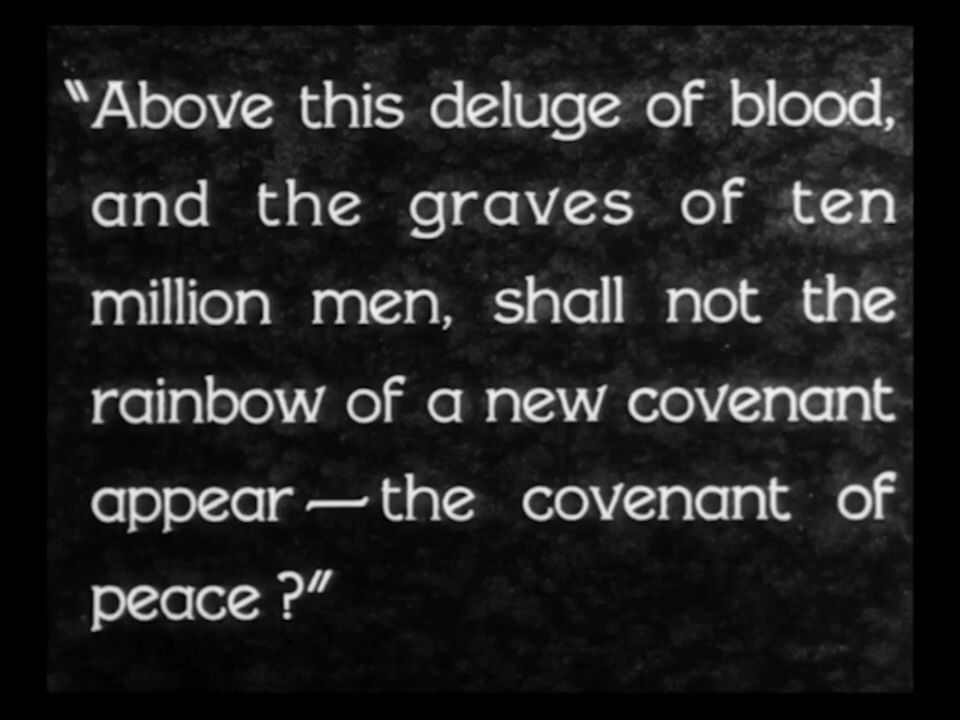 "Above this deluge of blood,
and the graves of ten
million men, shall not the
rainbow of a new covenant
appear — the covenant of
peace ?"